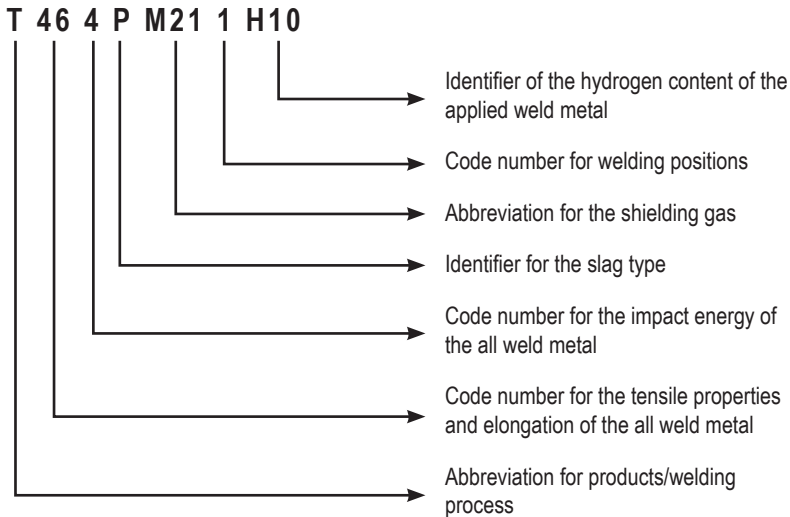 T 46 4 P M21 1 H10
Identifier of the hydrogen content of the
applied weld metal
Code number for welding positions
Abbreviation for the shielding gas
Identifier for the slag type
Code number for the impact energy of
the all weld metal
Code number for the tensile properties
and elongation of the all weld metal
Abbreviation for products/welding
process